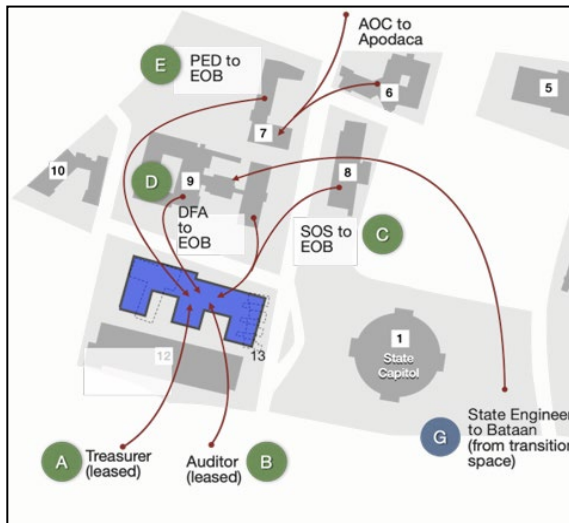 AOC to
Apodaca
E
PED to
EOB
6
5
7
10
8
D
9
DFA
to
EOB
SOS to
EOB
C
1
State
Capitol
12
13
G
State Engineer
to Bataan
(from transition
space)
A
Treasurer
(leased)
Auditor
(leased)
B